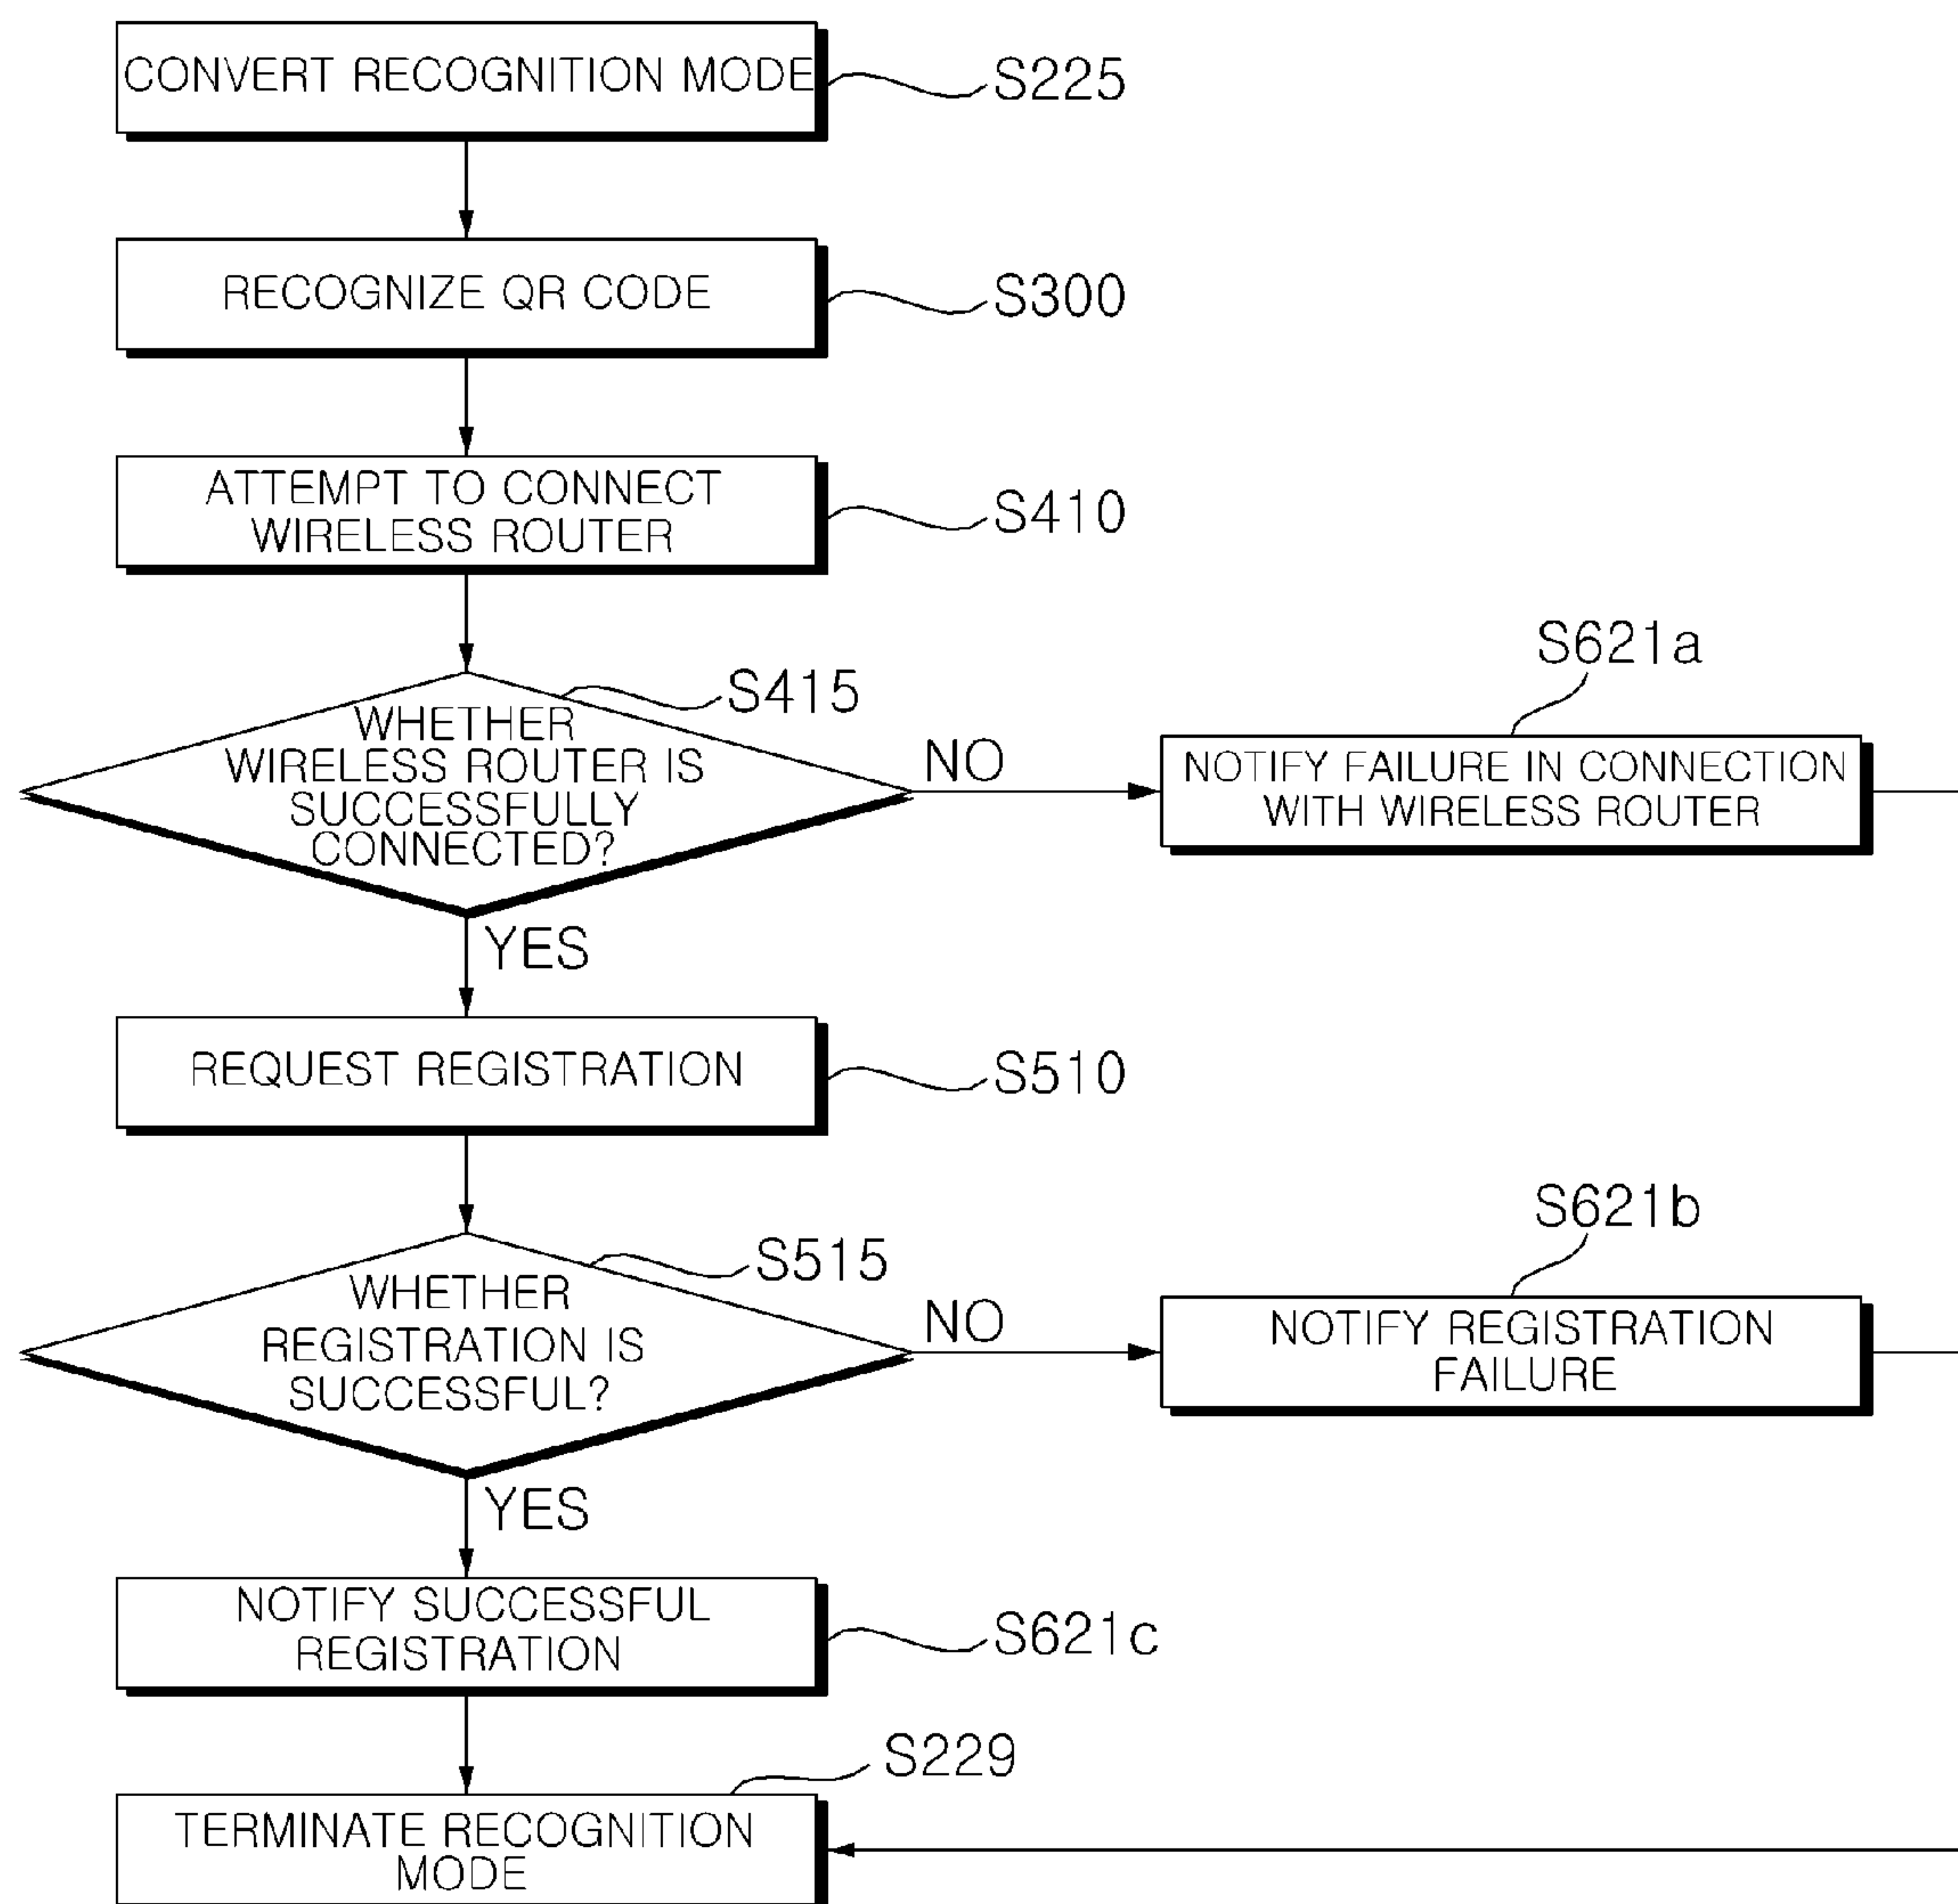 CONVERT RECOGNITION MODE
S225
RECOGNIZE QR CODE
S300
ATTEMPT TO CONNECT
WIRELESS ROUTER
S410
S415
WHETHER
WIRELESS ROUTER IS
SUCCESSFULLY
CONNECTED?
NO
YES
S621a
NOTIFY FAILURE IN CONNECTION
WITH WIRELESS ROUTER
REQUEST REGISTRATION
S510
S515
WHETHER
REGISTRATION IS
SUCCESSFUL?
NO
YES
S621b
NOTIFY REGISTRATION
FAILURE
NOTIFY SUCCESSFUL
REGISTRATION
S621c
S229
TERMINATE RECOGNITION
MODE